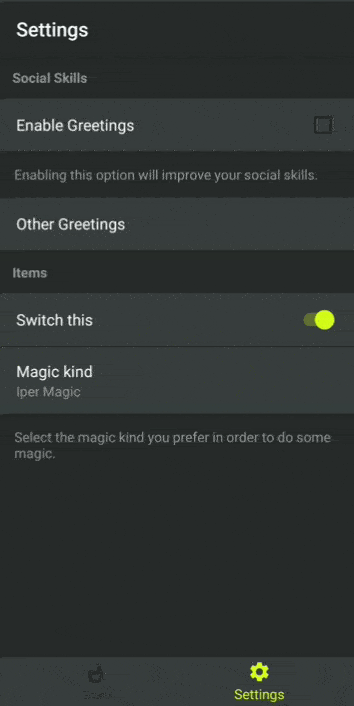 Settings
Social Skills
Enable Greetings
Enabling this option will improve your social skills.
Other Greetings
Items
Switch this
Magic kind
Iper Magic
Select the magic kind you prefer in order to do some
magic.
Settings